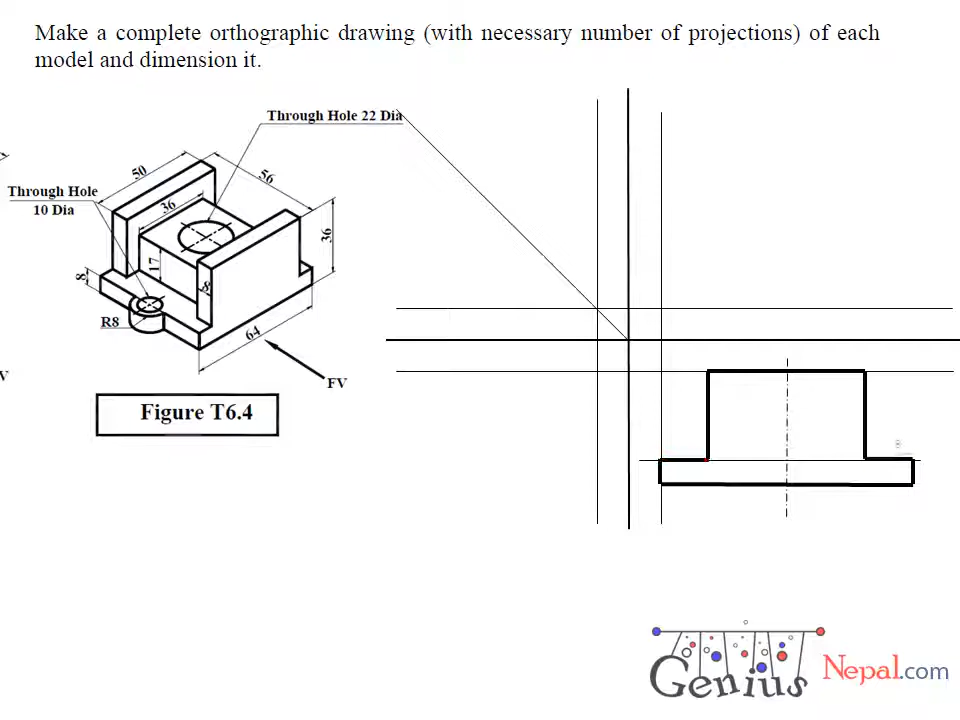 Make a complete orthographic drawing (with necessary number of projections) of each
model and dimension it.
Through Hole 22 Dia
50
56
Through Hole
10 Dia
36
36
17
8
8
R8
64
FV
V
Figure T6.4
Genius Nepal.com